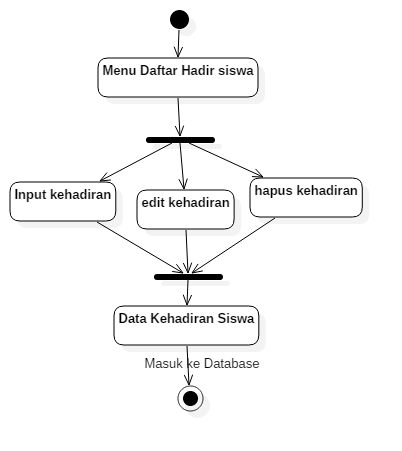 Menu Daftar Hadir siswa
Input kehadiran
edit kehadiran
hapus kehadiran
Data Kehadiran Siswa
Masuk ke Database